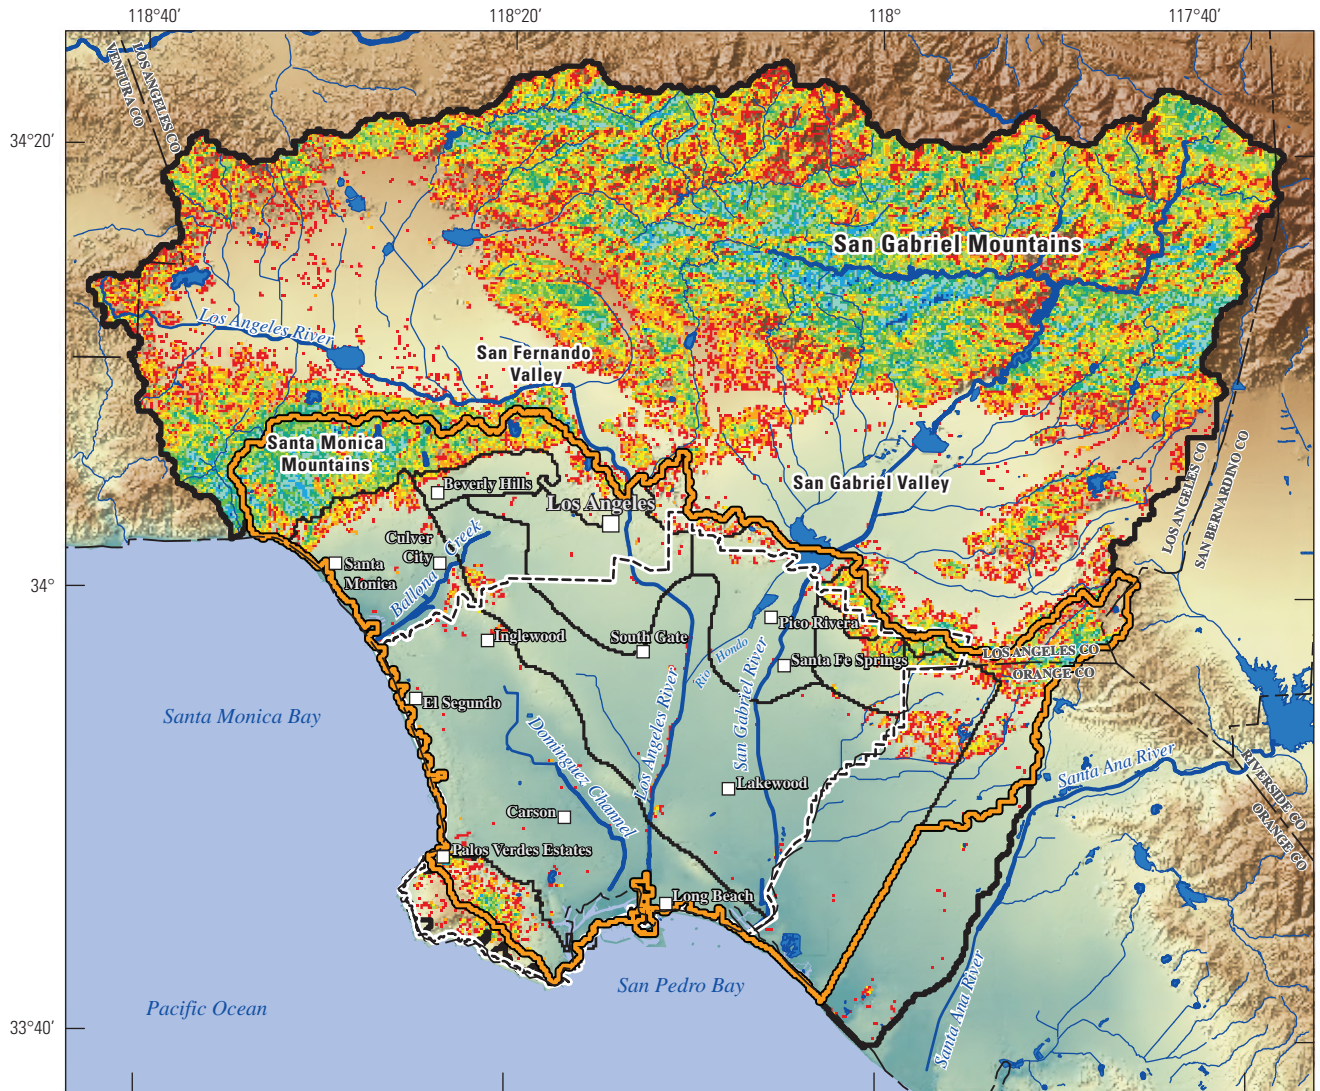 118°40'
118°20'
118°
117°40'
34°20'
34°
33°40'
VENTURA CO
LOS ANGELES CO
San Gabriel Mountains
Los Angeles River
San Fernando
Valley
Santa Monica
Mountains
San Gabriel Valley
LOS ANGELES CO
SAN BERNARDINO CO
Beverly Hills
Los Angeles
Culver
City
Ballona Creek
Santa
Monica
Inglewood
South Gate
Pico Rivera
Rio Hondo
Santa Fe Springs
LOS ANGELES CO
ORANGE CO
El Segundo
Santa Monica Bay
Dominguez Channel
Los Angeles River
San Gabriel River
Santa Ana River
RIVERSIDE CO
ORANGE CO
Lakewood
Carson
Palos Verdes Estates
Long Beach
San Pedro Bay
Pacific Ocean
Santa Ana River